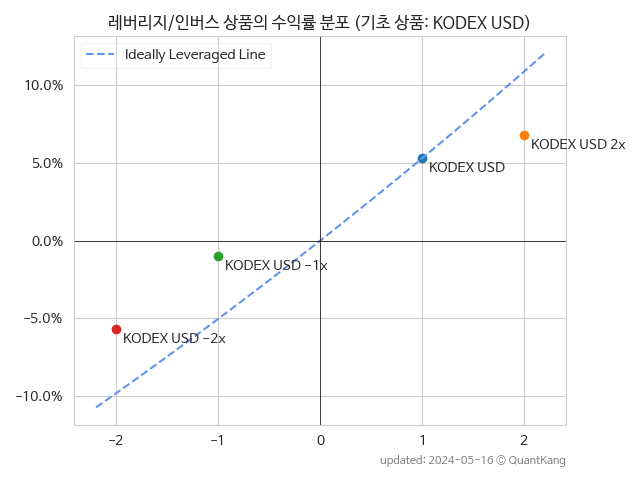 레버리지/인버스 상품의 수익률 분포 (기초 상품: KODEX USD)
Ideally Leveraged Line
10.0%
5.0%
0.0%
−5.0%
−10.0%
KODEX USD 2x
KODEX USD
KODEX USD −1x
KODEX USD −2x
−2
−1
0
1
2
updated: 2024-05-16 © QuantKang